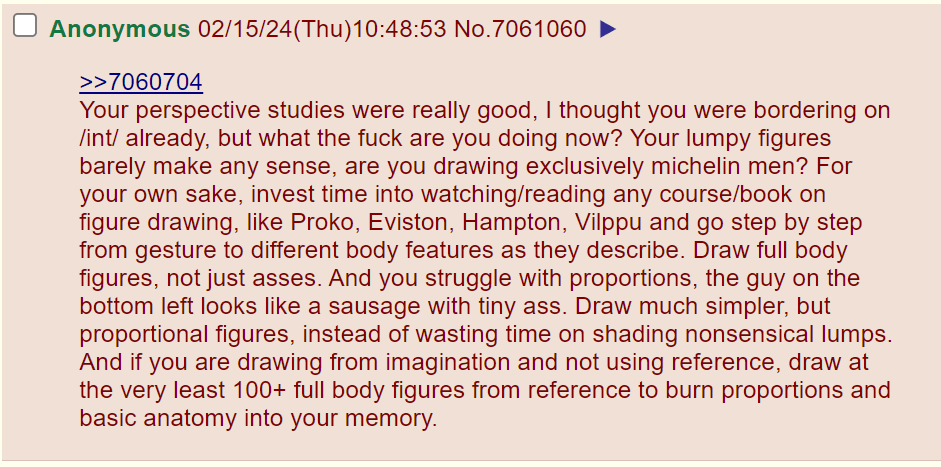 Anonymous 02/15/24(Thu)10:48:53 No.7061060
>>7060704
Your perspective studies were really good, I thought you were bordering on
/int/ already, but what the fuck are you doing now? Your lumpy figures
barely make any sense, are you drawing exclusively michelin men? For
your own sake, invest time into watching/reading any course/book on
figure drawing, like Proko, Eviston, Hampton, Vilppu and go step by step
from gesture to different body features as they describe. Draw full body
figures, not just asses. And you struggle with proportions, the guy on the
bottom left looks like a sausage with tiny ass. Draw much simpler, but
proportional figures, instead of wasting time on shading nonsensical lumps.
And if you are drawing from imagination and not using reference, draw at
the very least 100+ full body figures from reference to burn proportions and
basic anatomy into your memory.